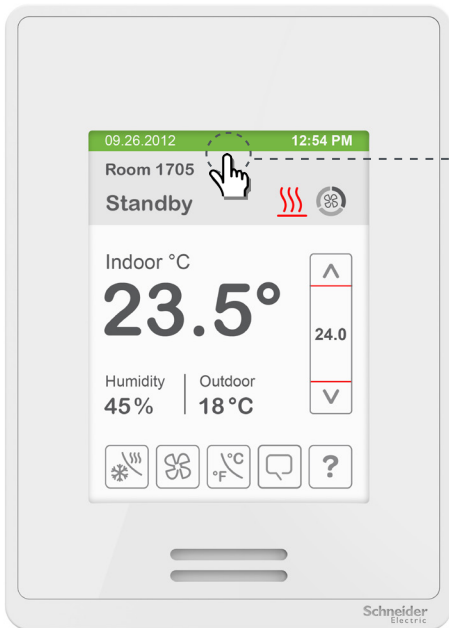 09.26.2012 12:54 PM
Room 1705
Standby
Indoor °C
23.5°
24.0
Humidity Outdoor
45% 18°C
°C
°F
?
Schneider
Electric